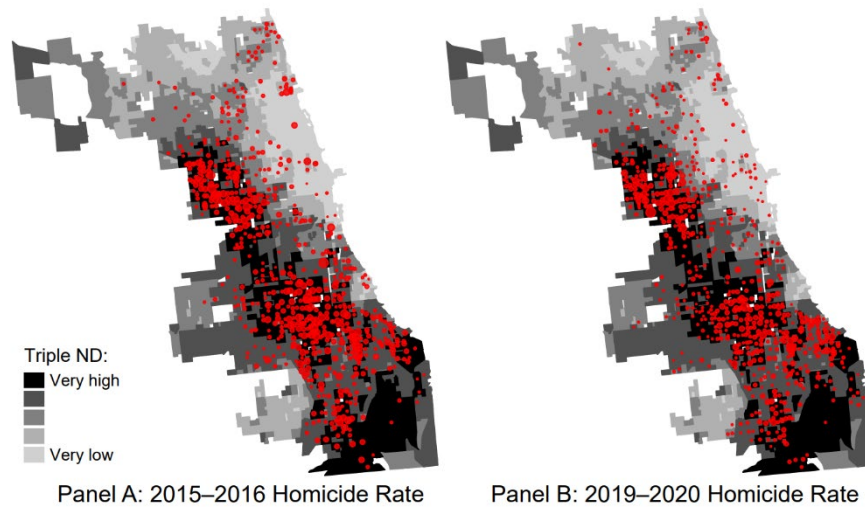 Triple ND:
Very high
Very low
Panel A: 2015–2016 Homicide Rate
Panel B: 2019–2020 Homicide Rate